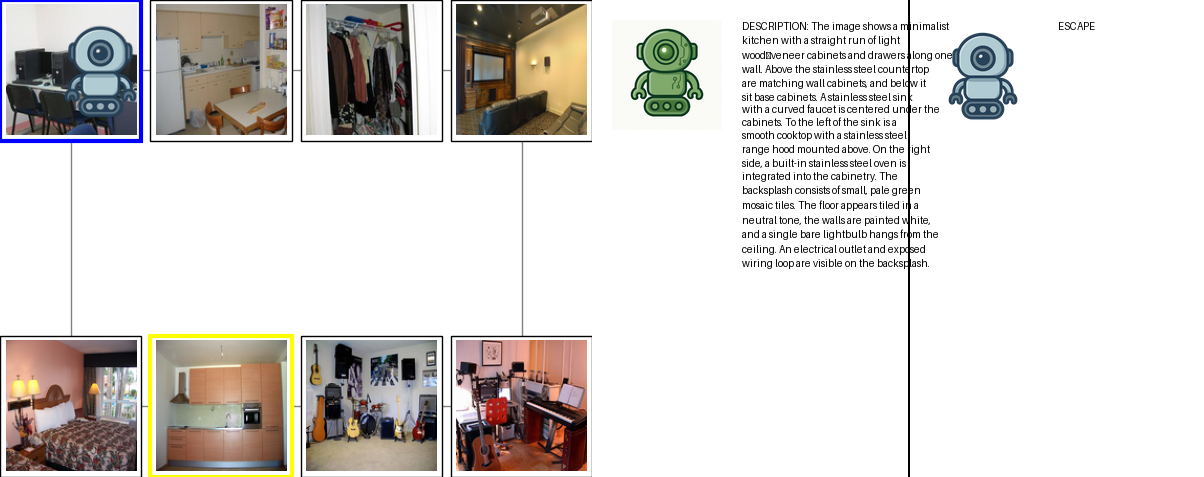 DESCRIPTION: The image shows a minimalist
kitchen with a straight run of light
wood veneer cabinets and drawers along one
wall. Above the stainless steel countertop
are matching wall cabinets, and below it
sit base cabinets. A stainless steel sink
with a curved faucet is centered under the
cabinets. To the left of the sink is a
smooth cooktop with a stainless steel
range hood mounted above. On the right
side, a built-in stainless steel oven is
integrated into the cabinetry. The
backsplash consists of small, pale green
mosaic tiles. The floor appears tiled in a
neutral tone, the walls are painted white,
and a single bare lightbulb hangs from the
ceiling. An electrical outlet and exposed
wiring loop are visible on the backsplash.
ESCAPE